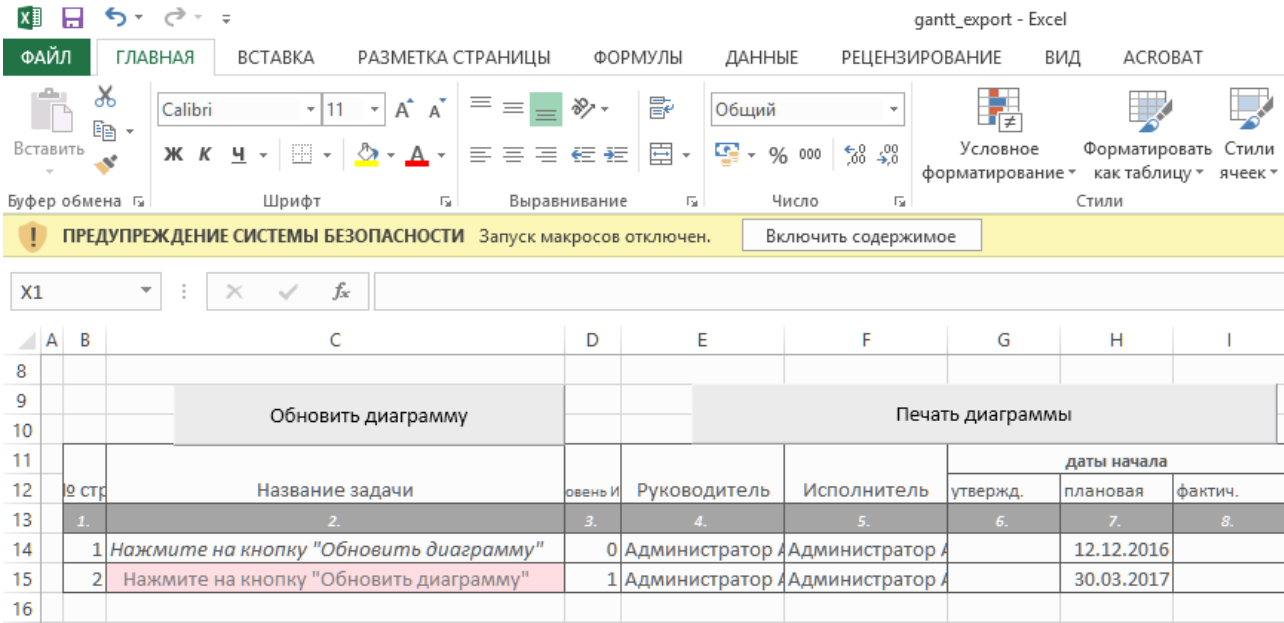 gantt_export - Excel
ФАЙЛ ГЛАВНАЯ ВСТАВКА РАЗМЕТКА СТРАНИЦЫ ФОРМУЛЫ ДАННЫЕ РЕЦЕНЗИРОВАНИЕ ВИД ACROBAT
Calibri 11 Общий
Вставить Ж К Ч % 000 Условное форматирование Форматировать как таблицу Стили ячеек
Буфер обмена Шрифт Выравнивание Число Стили
ПРЕДУПРЕЖДЕНИЕ СИСТЕМЫ БЕЗОПАСНОСТИ Запуск макросов отключен. Включить содержимое
X1 fx
A B C D E F G H I
8
9 Обновить диаграмму Печать диаграммы
10
11 даты начала
12 № стр Название задачи овень И Руководитель Исполнитель утвержд. плановая фактич.
13 1. 2. 3. 4. 5. 6. 7. 8.
14 1 Нажмите на кнопку "Обновить диаграмму" 0 Администратор А Администратор А 12.12.2016
15 2 Нажмите на кнопку "Обновить диаграмму" 1 Администратор А Администратор А 30.03.2017
16